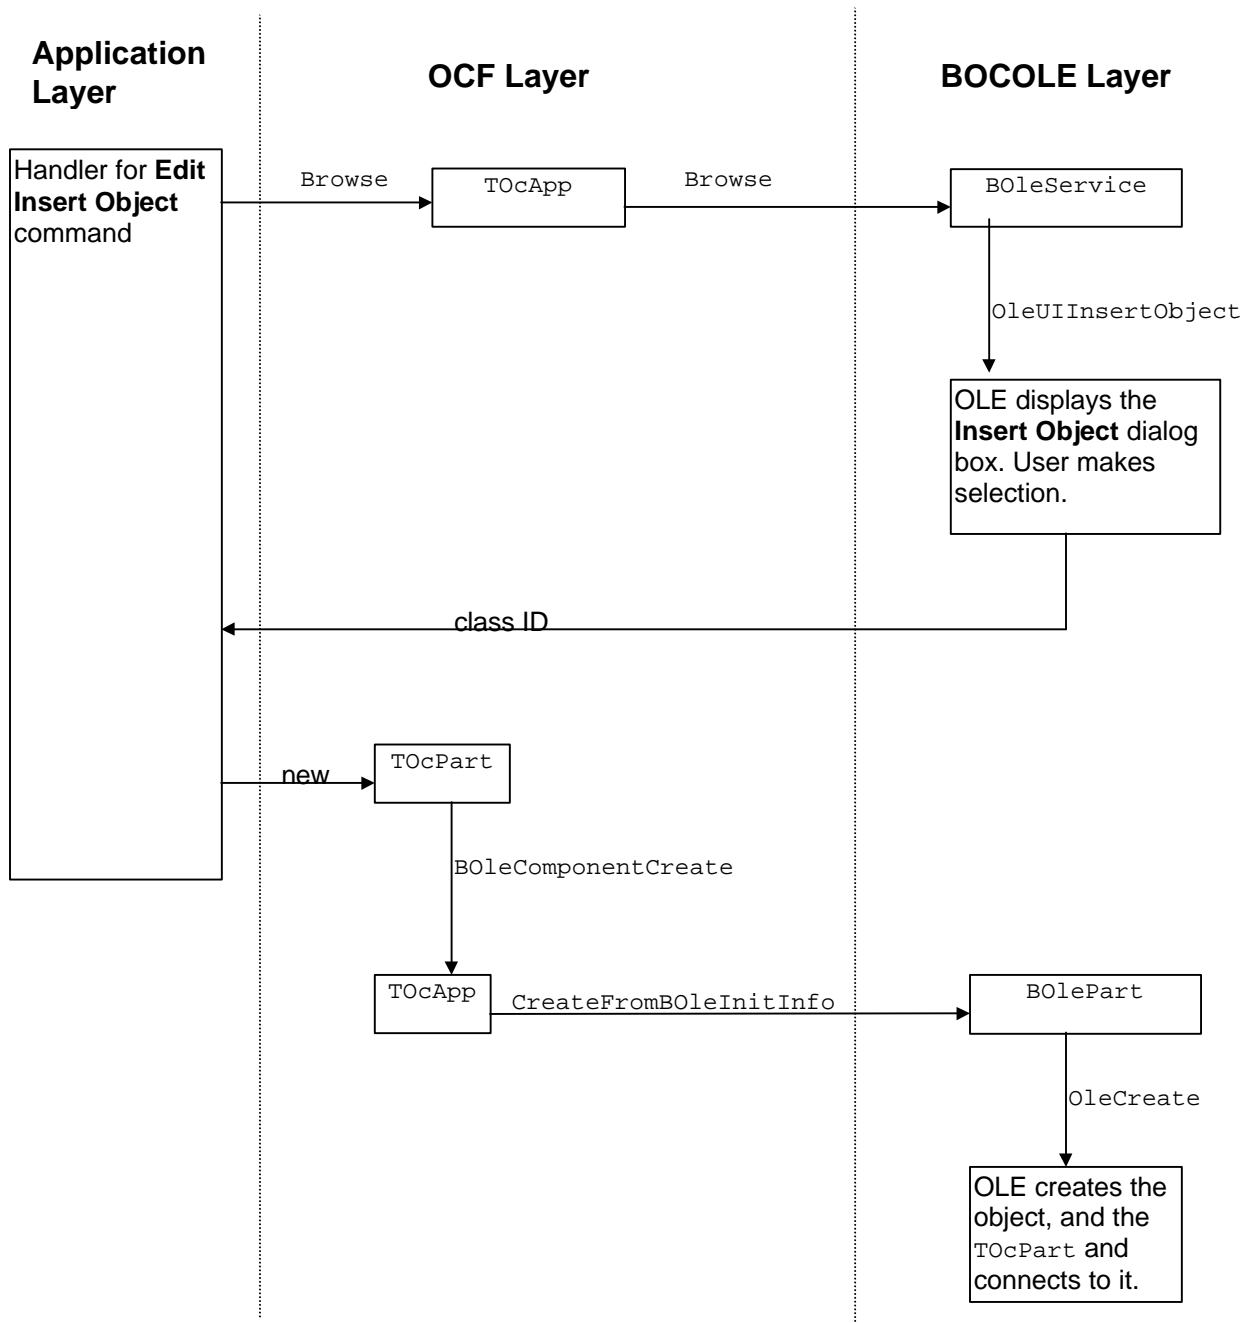 Application
Layer
OCF Layer
BOCOLE Layer
Handler for Edit
Insert Object
command
Browse
TOcApp
Browse
BOleService
OleUIInsertObject
OLE displays the
Insert Object dialog
box. User makes
selection.
class ID
new
TOcPart
BOleComponentCreate
TOcApp
CreateFromBOleInitInfo
BOlePart
OleCreate
OLE creates the
object, and the
TOcPart and
connects to it.